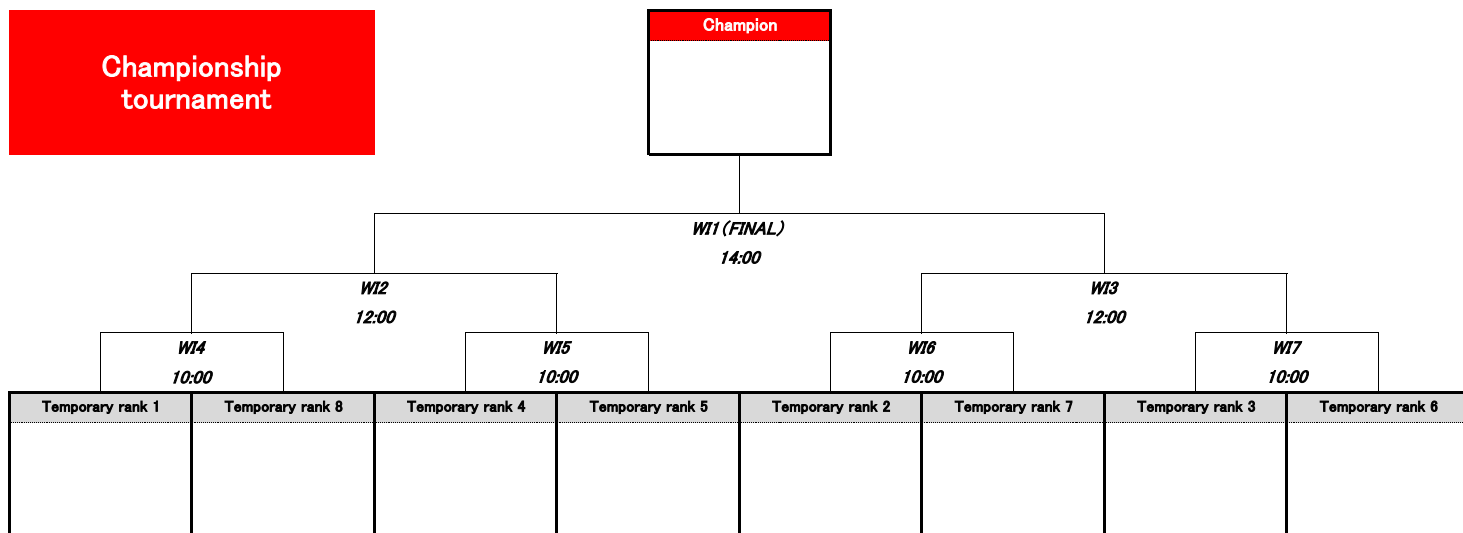 Championship
tournament
Champion
WI1(FINAL)
14:00
WI2
WI3
12:00
12:00
WI4
WI5
WI6
WI7
10:00
10:00
10:00
10:00
Temporary rank 1
Temporary rank 8
Temporary rank 4
Temporary rank 5
Temporary rank 2
Temporary rank 7
Temporary rank 3
Temporary rank 6